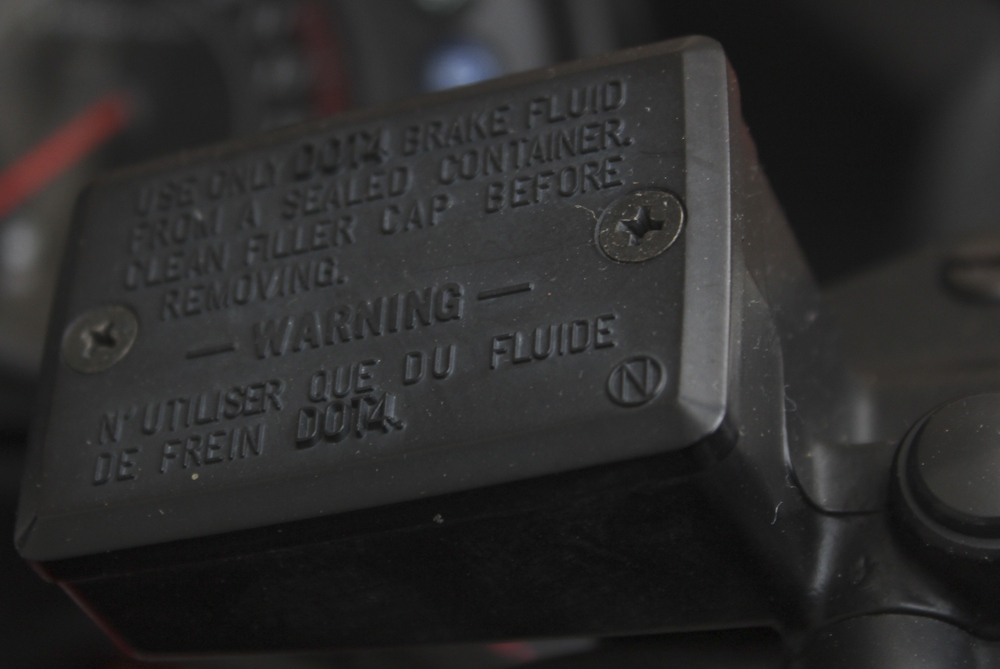 USE ONLY DOT4 BRAKE FLUID
FROM A SEALED CONTAINER.
CLEAN FILLER CAP BEFORE
REMOVING.
— WARNING —
N'UTILISER QUE DU FLUIDE
DE FREIN DOT4.
N